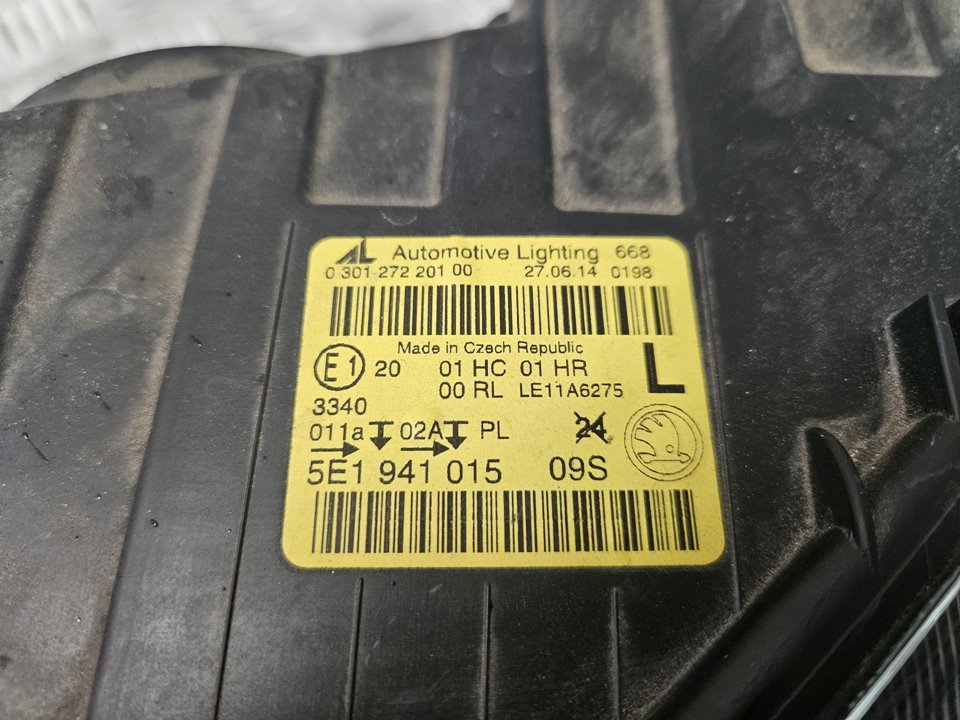 AL Automotive Lighting 668
0 301 272 201 00 27.06.14 0198
Made in Czech Republic
E1 20 01 HC 01 HR L
00 RL LE11A6275
3340
011a 02A PL 24
5E1 941 015 09S